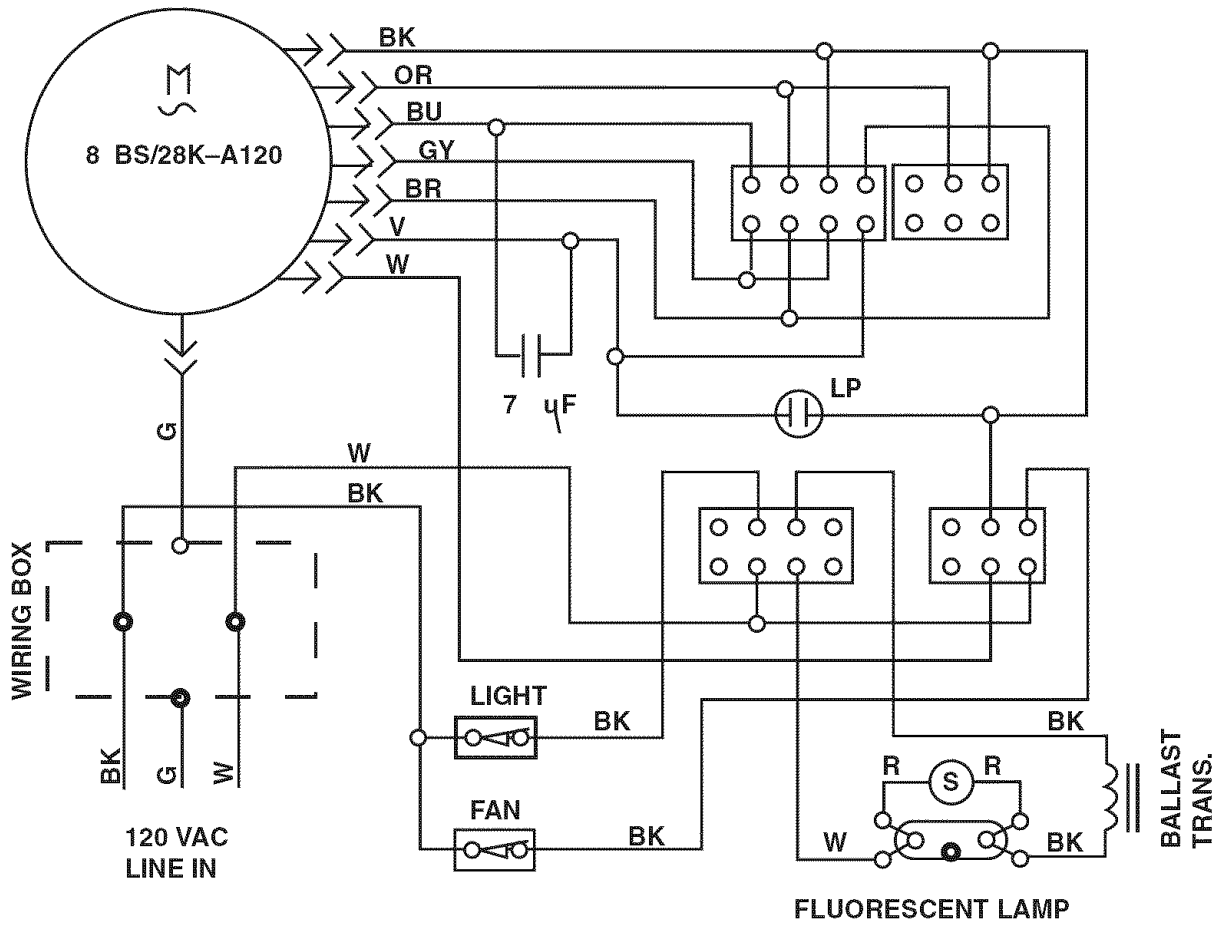 M
8 BS/28K–A120
BK
OR
BU
GY
BR
V
W
7 uF
LP
G
W
BK
WIRING BOX
BK
G
W
120 VAC
LINE IN
LIGHT
BK
FAN
BK
BK
R S R
W
BK
BALLAST
TRANS.
FLUORESCENT LAMP